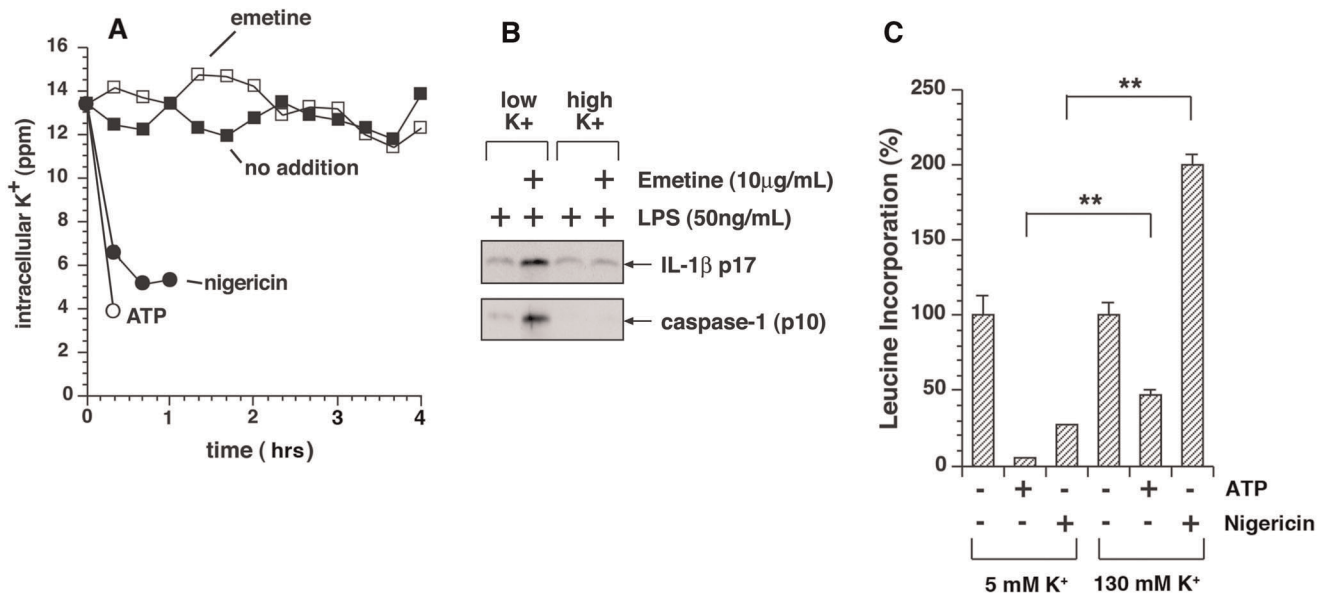 A
emetine
16
14
12
10
8
6
4
2
0
intracellular K+ (ppm)
no addition
nigericin
ATP
0 1 2 3 4
time ( hrs)
B
low K+
high K+
+ + Emetine (10μg/mL)
+ + + + LPS (50ng/mL)
IL-1β p17
caspase-1 (p10)
C
250
200
150
100
50
0
Leucine Incorporation (%)
**
**
- + - - + - ATP
- - + - - + Nigericin
5 mM K+ 130 mM K+